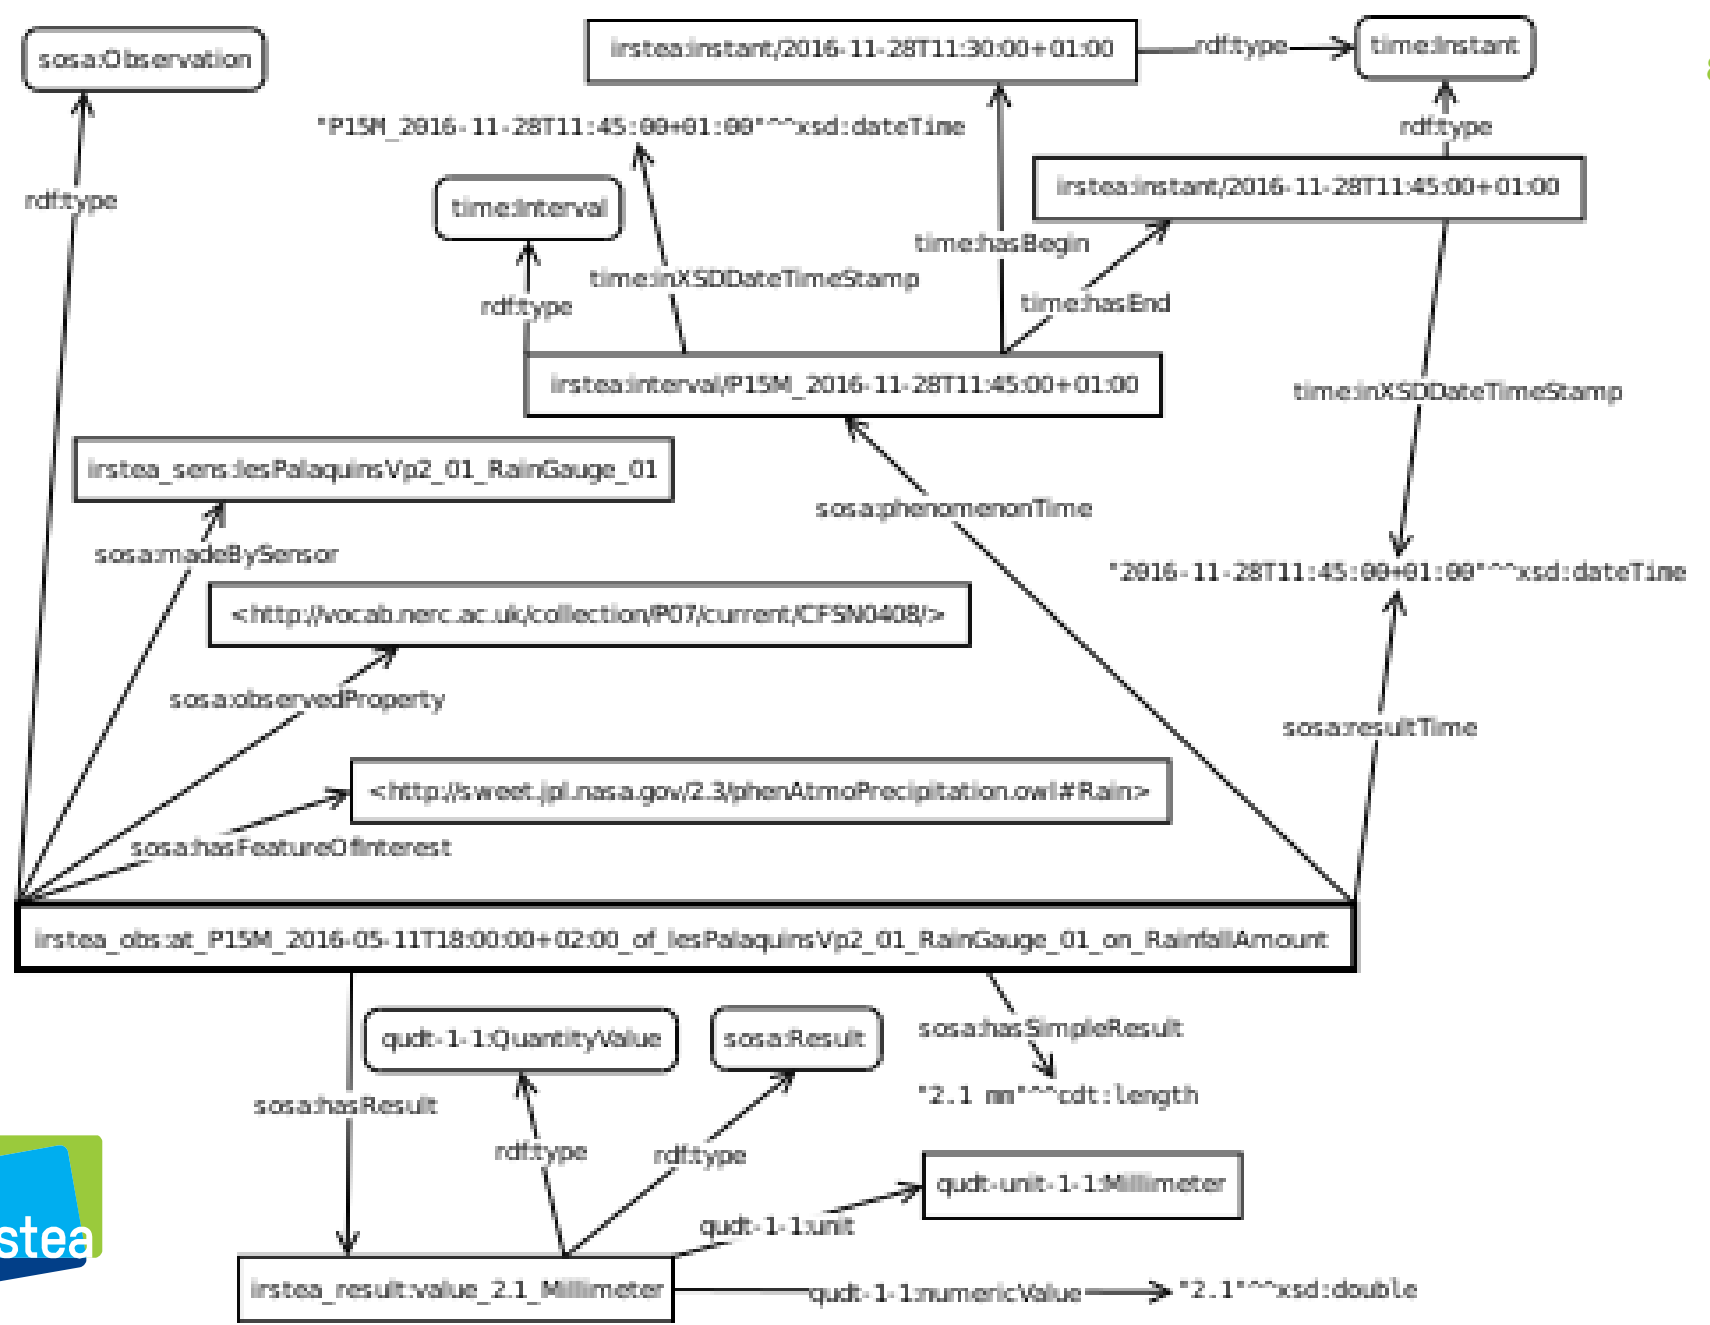 sosa:Observation
irstea:instant/2016-11-28T11:30:00+01:00
rdf:type
time:Instant
"P15M_2016-11-28T11:45:00+01:00"^^xsd:dateTime
rdf:type
irstea:instant/2016-11-28T11:45:00+01:00
rdf:type
time:Interval
time:hasBegin
time:inXSDDateTimeStamp
time:hasEnd
rdf:type
irstea:interval/P15M_2016-11-28T11:45:00+01:00
time:inXSDDateTimeStamp
irstea_sens:lesPalaquinsVp2_01_RainGauge_01
sosa:phenomenonTime
sosa:madeBySensor
"2016-11-28T11:45:00+01:00"^^xsd:dateTime
<http://vocab.nerc.ac.uk/collection/P07/current/CFSN0408/>
sosa:observedProperty
sosa:resultTime
<http://sweet.jpl.nasa.gov/2.3/phenAtmoPrecipitation.owl#Rain>
sosa:hasFeatureOfInterest
irstea_obs:at_P15M_2016-05-11T18:00:00+02:00_of_lesPalaquinsVp2_01_RainGauge_01_on_RainfallAmount
qudt-1-1:QuantityValue
sosa:Result
sosa:hasSimpleResult
"2.1 mm"^^cdt:length
sosa:hasResult
rdf:type
rdf:type
qudt-unit-1-1:Millimeter
qudt-1-1:unit
stea
irstea_result:value_2.1_Millimeter
qudt-1-1:numericValue
"2.1"^^xsd:double